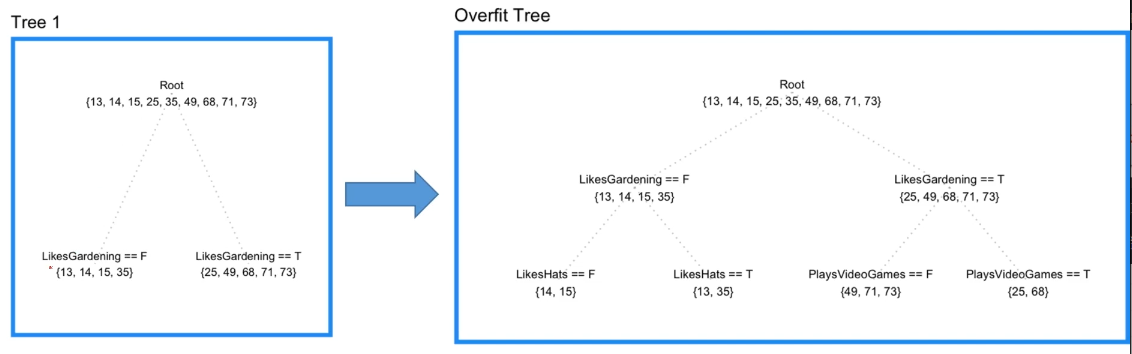 Tree 1
Root
{13, 14, 15, 25, 35, 49, 68, 71, 73}
LikesGardening == F
{13, 14, 15, 35}
LikesGardening == T
{25, 49, 68, 71, 73}
Overfit Tree
Root
{13, 14, 15, 25, 35, 49, 68, 71, 73}
LikesGardening == F
{13, 14, 15, 35}
LikesGardening == T
{25, 49, 68, 71, 73}
LikesHats == F
{14, 15}
LikesHats == T
{13, 35}
PlaysVideoGames == F
{49, 71, 73}
PlaysVideoGames == T
{25, 68}